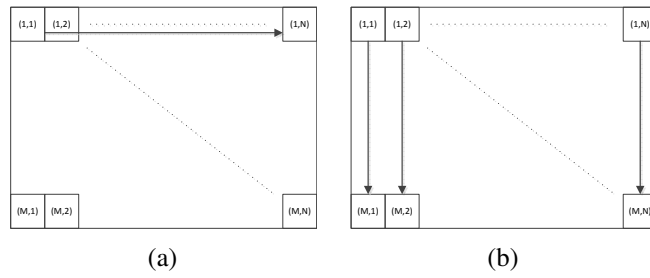 (1,1) (1,2) (1,N) (1,1) (1,2) (1,N)
(M,1) (M,2) (M,N) (M,1) (M,2) (M,N)
(a) (b)